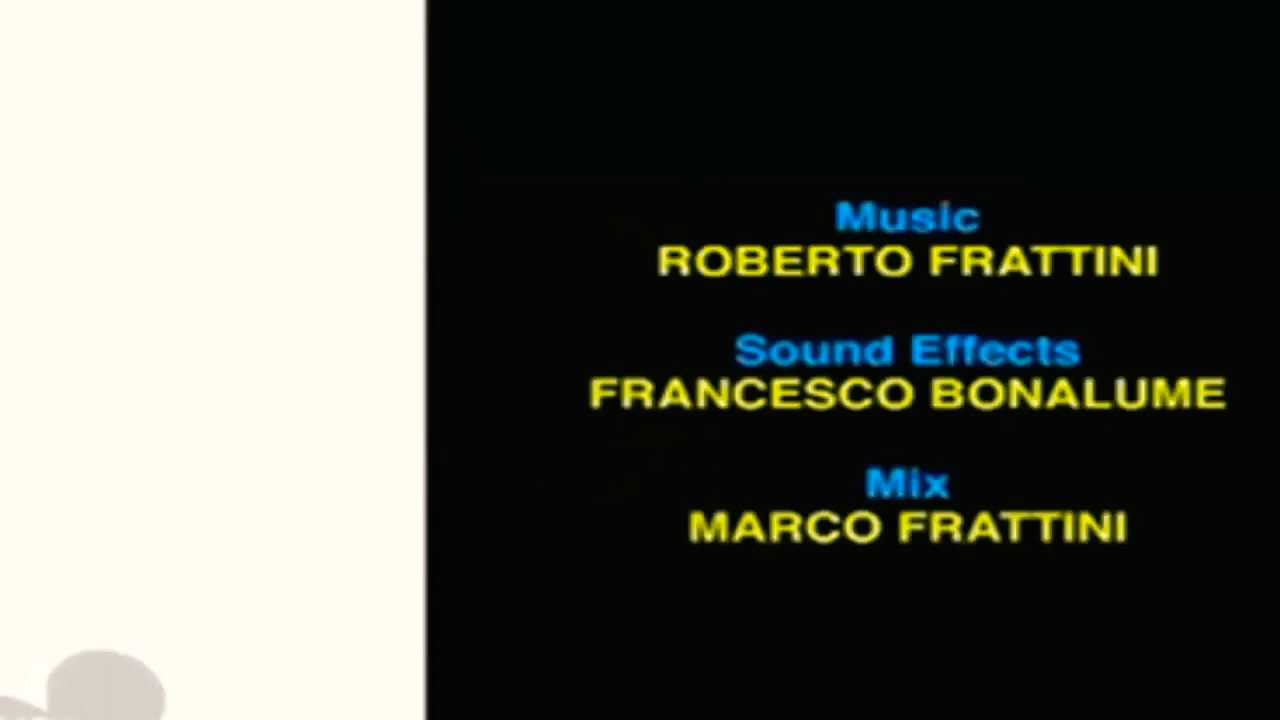 Music
ROBERTO FRATTINI
Sound Effects
FRANCESCO BONALUME
Mix
MARCO FRATTINI